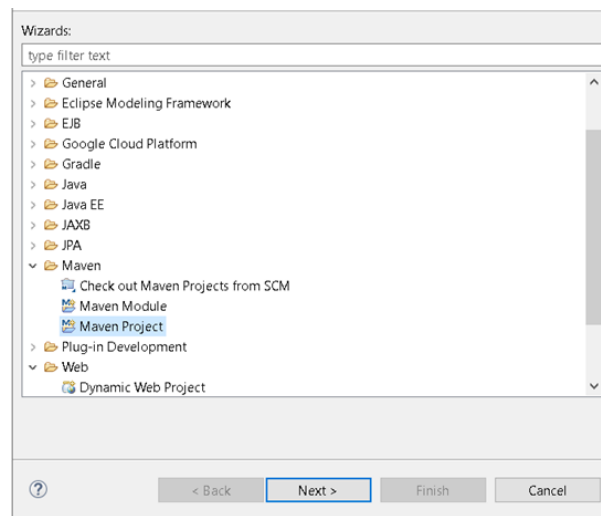 Wizards:
type filter text
General
Eclipse Modeling Framework
EJB
Google Cloud Platform
Gradle
Java
Java EE
JAXB
JPA
Maven
Check out Maven Projects from SCM
Maven Module
Maven Project
Plug-in Development
Web
Dynamic Web Project
? < Back Next > Finish Cancel